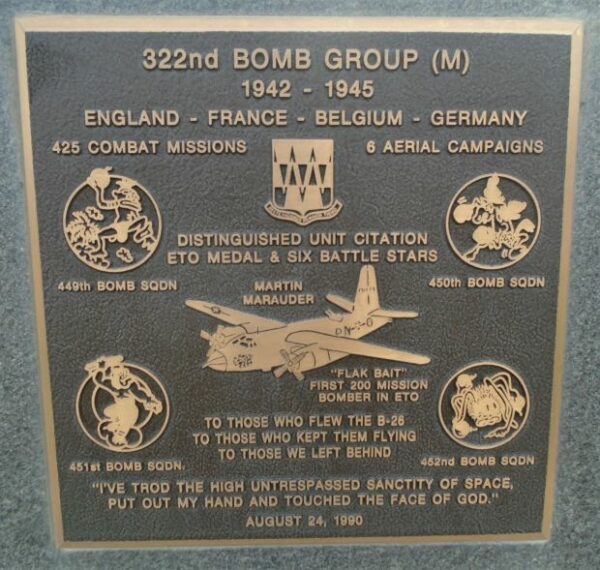 322nd BOMB GROUP (M)
1942 - 1945
ENGLAND - FRANCE - BELGIUM - GERMANY
425 COMBAT MISSIONS
6 AERIAL CAMPAIGNS
DISTINGUISHED UNIT CITATION
ETO MEDAL & SIX BATTLE STARS
449th BOMB SQDN
450th BOMB SQDN
MARTIN
MARAUDER
PN-O
"FLAK BAIT"
FIRST 200 MISSION
BOMBER IN ETO
TO THOSE WHO FLEW THE B-26
TO THOSE WHO KEPT THEM FLYING
TO THOSE WE LEFT BEHIND
451st BOMB SQDN.
452nd BOMB SQDN
"I'VE TROD THE HIGH UNTRESPASSED SANCTITY OF SPACE,
PUT OUT MY HAND AND TOUCHED THE FACE OF GOD."
AUGUST 24, 1990